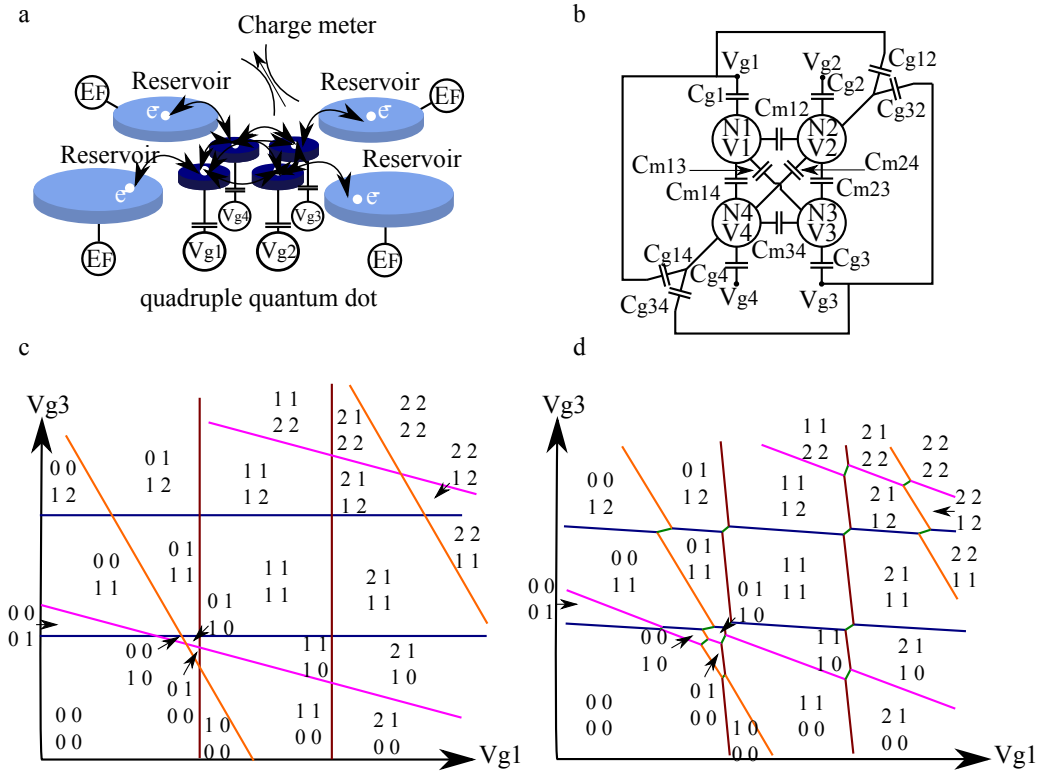 a
Charge meter
Reservoir
Reservoir
EF
EF
e-
e-
Reservoir
Reservoir
e-
e-
Vg4
Vg3
Vg1
Vg2
EF
EF
quadruple quantum dot
b
Vg1
Vg2
Cg12
Cg1
Cg2
Cm12
Cg32
N1
V1
N2
V2
Cm13
Cm24
Cm14
Cm23
N4
V4
N3
V3
Cm34
Cg14
Cg4
Cg3
Cg34
Vg4
Vg3
c
Vg3
0 0
1 2
0 1
1 2
1 1
2 2
1 1
1 2
2 1
2 2
2 1
1 2
2 2
2 2
2 2
1 2
0 0
1 1
0 1
1 1
1 1
1 1
2 1
1 1
2 2
1 1
0 0
0 1
0 1
1 0
0 0
1 0
0 1
0 0
1 1
1 0
2 1
1 0
0 0
0 0
1 0
0 0
1 1
0 0
2 1
0 0
Vg1
d
Vg3
0 0
1 2
0 1
1 2
1 1
2 2
1 1
1 2
2 1
2 2
2 1
1 2
2 2
2 2
2 2
1 2
0 0
1 1
0 1
1 1
1 1
1 1
2 1
1 1
2 2
1 1
0 0
0 1
0 1
1 0
0 0
1 0
0 1
0 0
1 1
1 0
2 1
1 0
0 0
0 0
1 0
0 0
1 1
0 0
2 1
0 0
Vg1